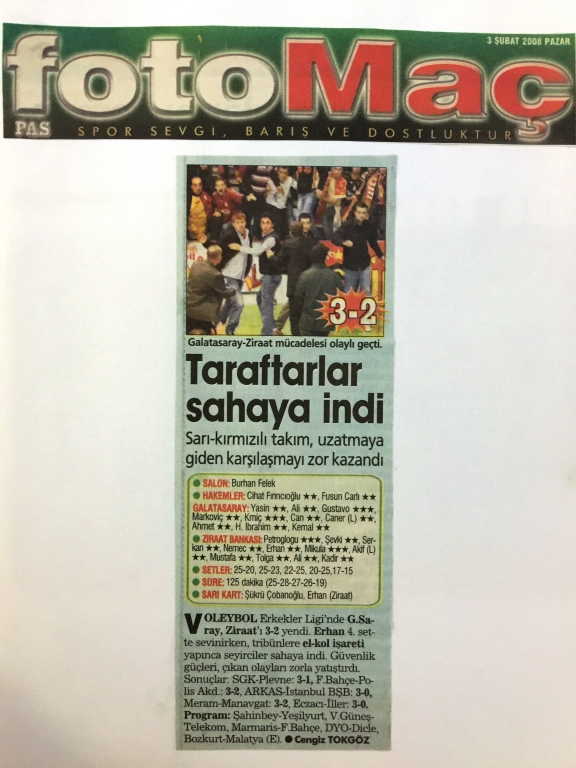 3 ŞUBAT 2008 PAZAR
fotoMaç
PAS
SPOR SEVGİ, BARIŞ VE DOSTLUKTUR
3-2
Galatasaray-Ziraat mücadelesi olaylı geçti.
Taraftarlar
sahaya indi
Sarı-kırmızılı takım, uzatmaya
giden karşılaşmayı zor kazandı
● SALON: Burhan Felek
● HAKEMLER: Cihat Fırıncıoğlu ★★, Fusun Carlı ★★
GALATASARAY: Yasin ★★, Ali ★★, Gustavo ★★★,
Markoviç ★★, Kmiç ★★★, Can ★★, Caner (L) ★★,
Ahmet ★★, H. İbrahim ★★, Kemal ★★
● ZİRAAT BANKASI: Petroglogu ★★★, Şevki ★★, Ser-
kan ★★, Nemec ★★, Erhan ★★, Mikula ★★★, Akif (L)
★★, Mustafa ★★, Tolga ★★, Ali ★★, Kadir ★★
● SETLER: 25-20, 25-23, 22-25, 20-25,17-15
● SÜRE: 125 dakika (25-28-27-26-19)
● SARI KART: Şükrü Çobanoğlu, Erhan (Ziraat)
VOLEYBOL Erkekler Ligi'nde G.Sa-
ray, Ziraat'ı 3-2 yendi. Erhan 4. set-
te sevinirken, tribünlere el-kol işareti
yapınca seyirciler sahaya indi. Güvenlik
güçleri, çıkan olayları zorla yatıştırdı.
Sonuçlar: SGK-Plevne: 3-1, F.Bahçe-Po-
lis Akd.: 3-2, ARKAS-İstanbul BŞB: 3-0,
Meram-Manavgat: 3-2, Eczacı-İller: 3-0.
Program: Şahinbey-Yeşilyurt, V.Güneş-
Telekom, Marmaris-F.Bahçe, DYO-Dicle,
Bozkurt-Malatya (E). ● Cengiz TOKGÖZ